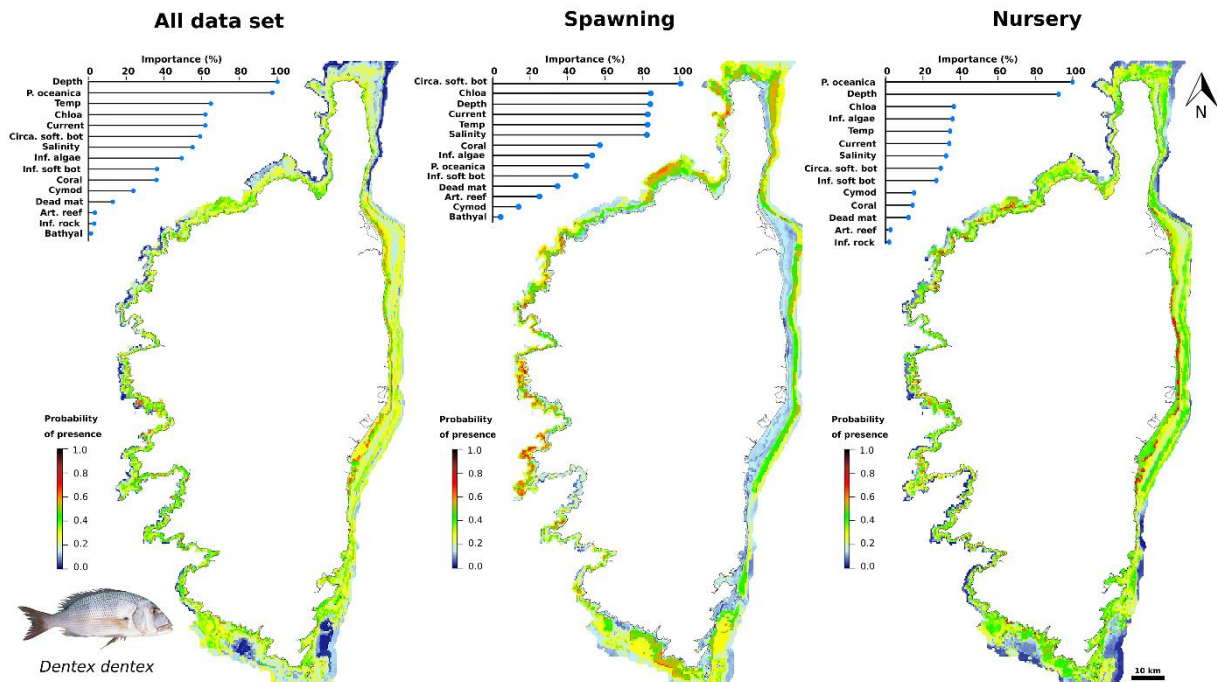 All data set
Importance (%)
0 20 40 60 80 100
Depth
P. oceanica
Temp
Chloa
Current
Circa. soft. bot
Salinity
Inf. algae
Inf. soft bot
Coral
Cymod
Dead mat
Art. reef
Inf. rock
Bathyal
Probability
of presence
1.0
0.8
0.6
0.4
0.2
0.0
Dentex dentex
Spawning
Importance (%)
0 20 40 60 80 100
Circa. soft. bot
Chloa
Depth
Current
Temp
Salinity
Coral
Inf. algae
P. oceanica
Inf. soft bot
Dead mat
Art. reef
Cymod
Bathyal
Probability
of presence
1.0
0.8
0.6
0.4
0.2
0.0
Nursery
Importance (%)
0 20 40 60 80 100
P. oceanica
Depth
Chloa
Inf. algae
Temp
Current
Salinity
Circa. soft. bot
Inf. soft bot
Cymod
Coral
Dead mat
Art. reef
Inf. rock
N
Probability
of presence
1.0
0.8
0.6
0.4
0.2
0.0
10 km